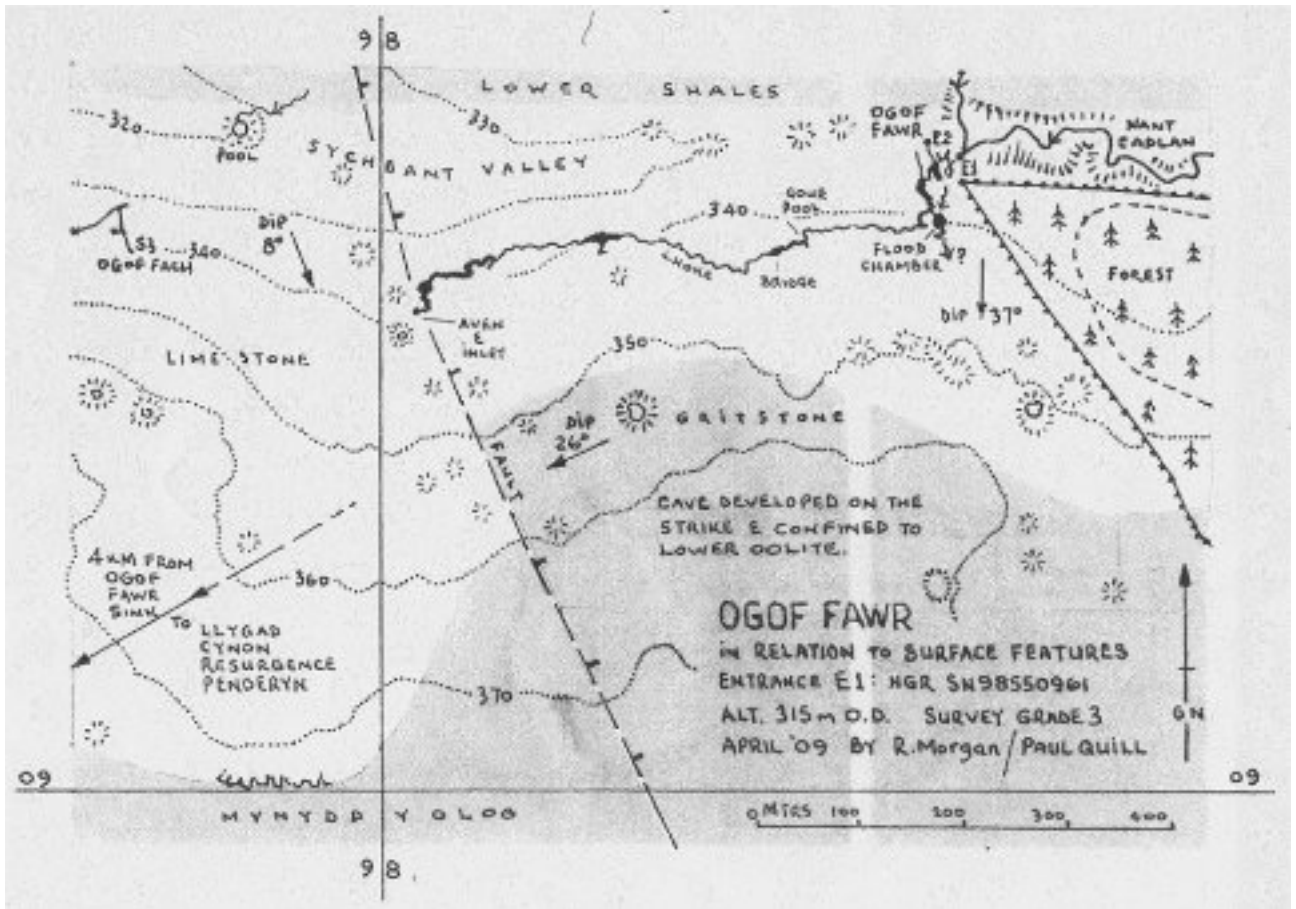 98
LOWER SHALES
330
320
POOL
SYCHBANT VALLEY
OGOF
FAWR
E2
E1
NANT
CADLAN
GOUR
POOL
340
DIP
8°
S3
OGOF FACH
340
CHOKE
BRIDGE
FLOOD
CHAMBER
?
FOREST
DIP 37°
AVEN
&
INLET
LIMESTONE
350
DIP
26°
GRITSTONE
FAULT
CAVE DEVELOPED ON THE
STRIKE & CONFINED TO
LOWER OOLITE.
4KM FROM
OGOF
FAWR
SINK
TO
LLYGAD
CYNON
RESURGENCE
PENDERYN
360
370
OGOF FAWR
in RELATION TO SURFACE FEATURES
ENTRANCE E1: NGR SN98550961
ALT. 315m O.D. SURVEY GRADE 3
APRIL '09 BY R.Morgan / PAUL QUILL
GN
09
09
MYNYDD Y GLOG
0 MTRS 100 200 300 400
98